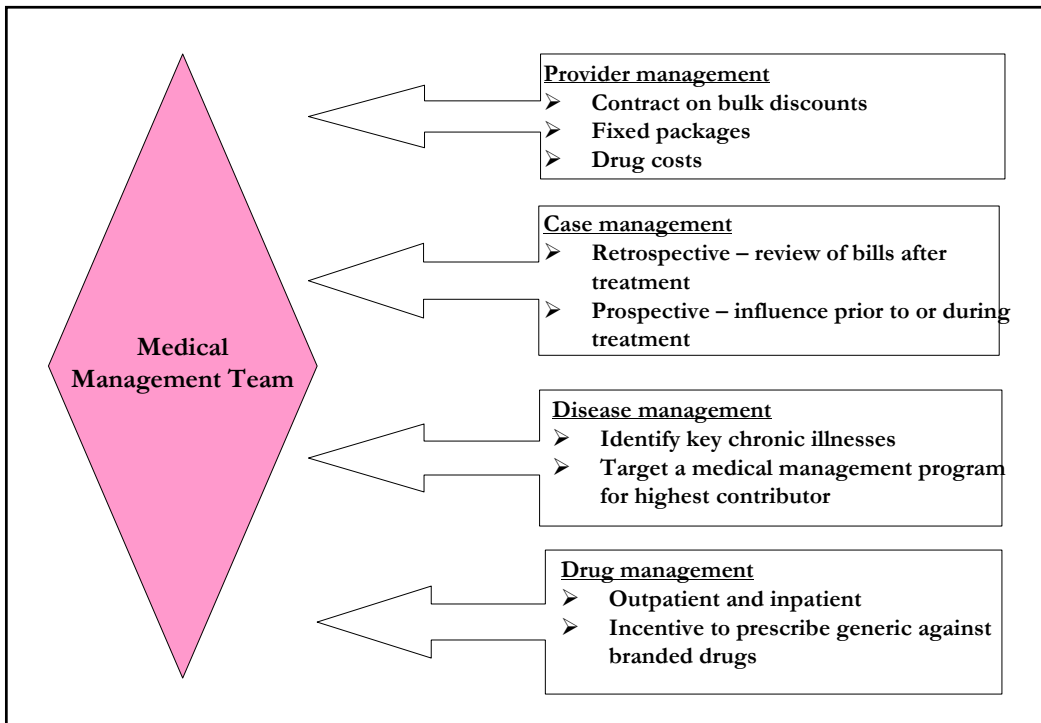 Provider management
➢ Contract on bulk discounts
➢ Fixed packages
➢ Drug costs
Case management
➢ Retrospective – review of bills after
treatment
➢ Prospective – influence prior to or during
treatment
Medical
Management Team
Disease management
➢ Identify key chronic illnesses
➢ Target a medical management program
for highest contributor
Drug management
➢ Outpatient and inpatient
➢ Incentive to prescribe generic against
branded drugs